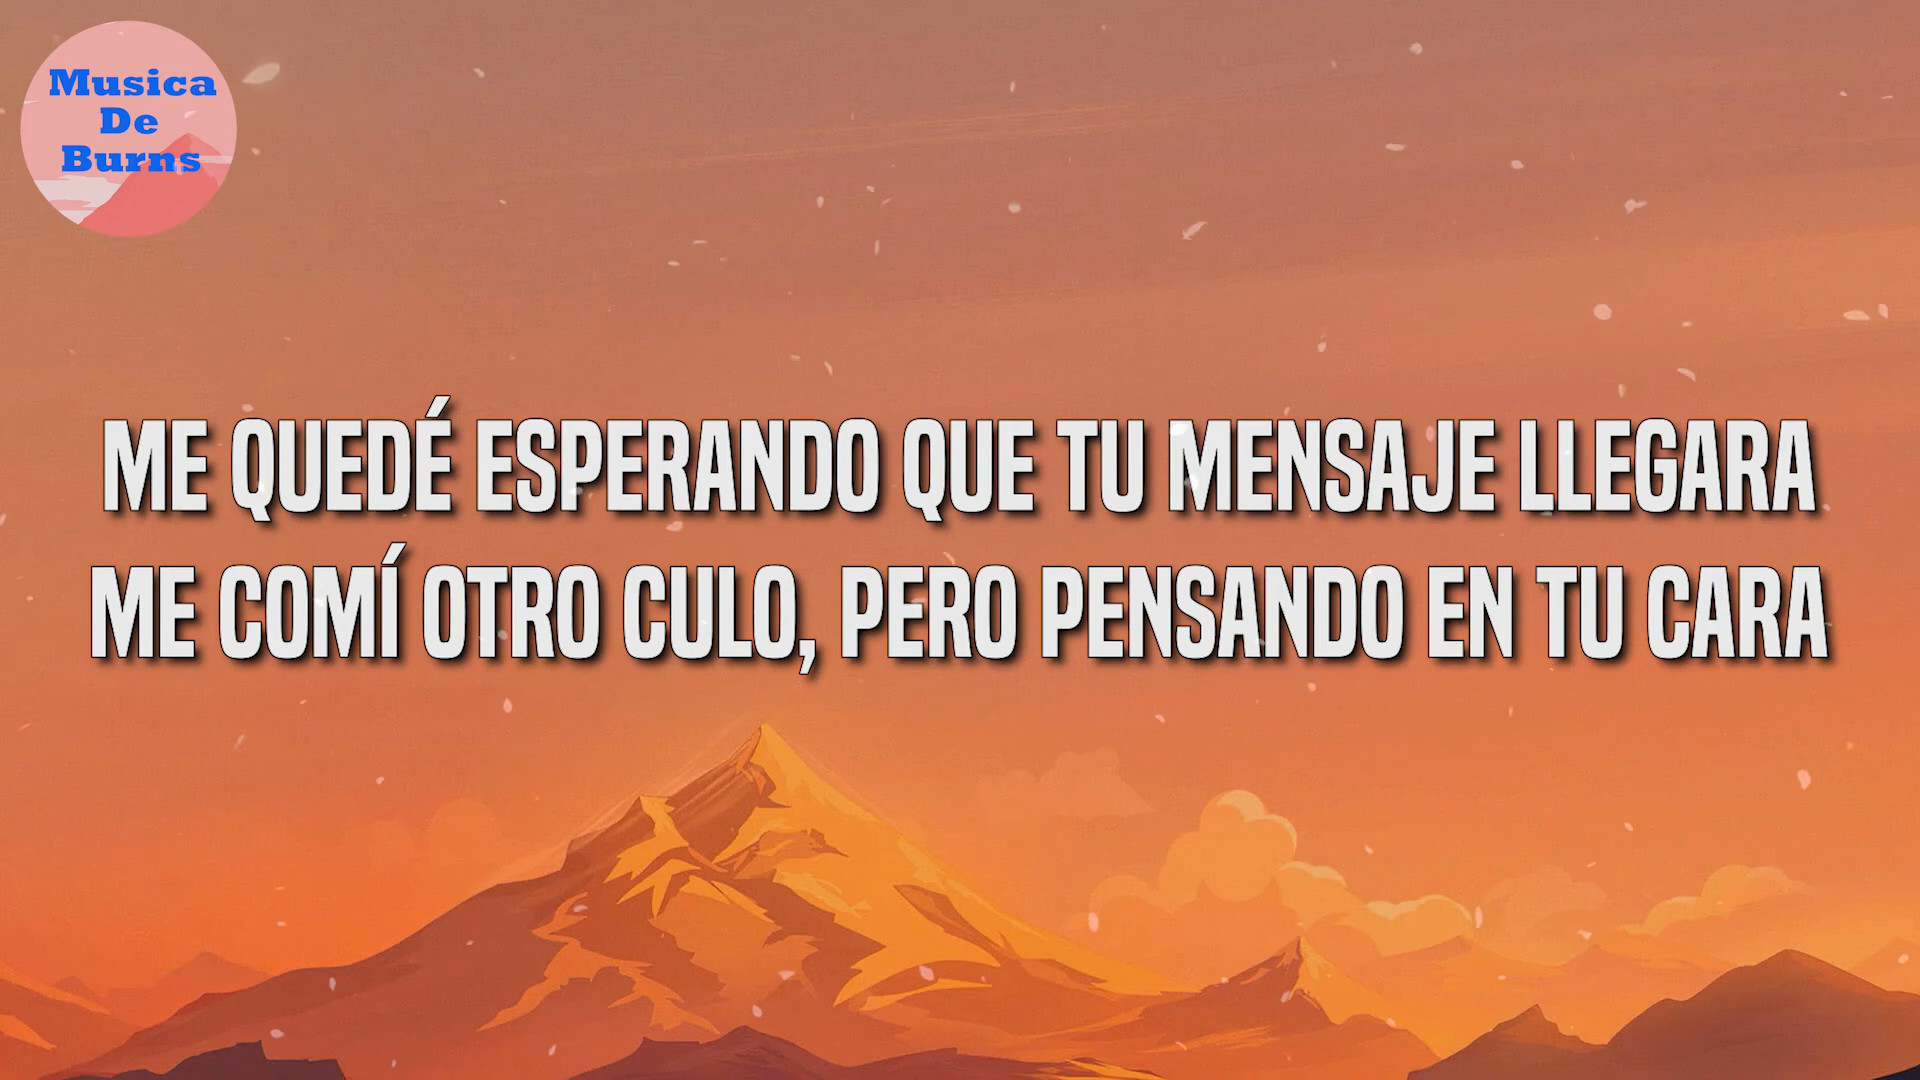 Musica
De
Burns
ME QUEDÉ ESPERANDO QUE TU MENSAJE LLEGARA
ME COMÍ OTRO CULO, PERO PENSANDO EN TU CARA